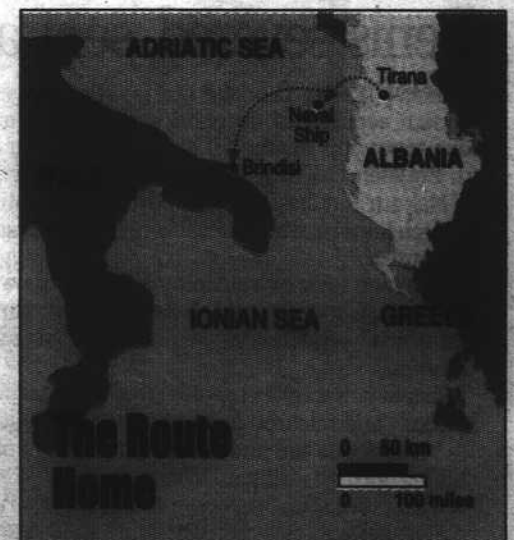 ADRIATIC SEA
Tirana
Naval
Ship
ALBANIA
Brindisi
IONIAN SEA
The Route
Home
0 50 km
0 100 miles